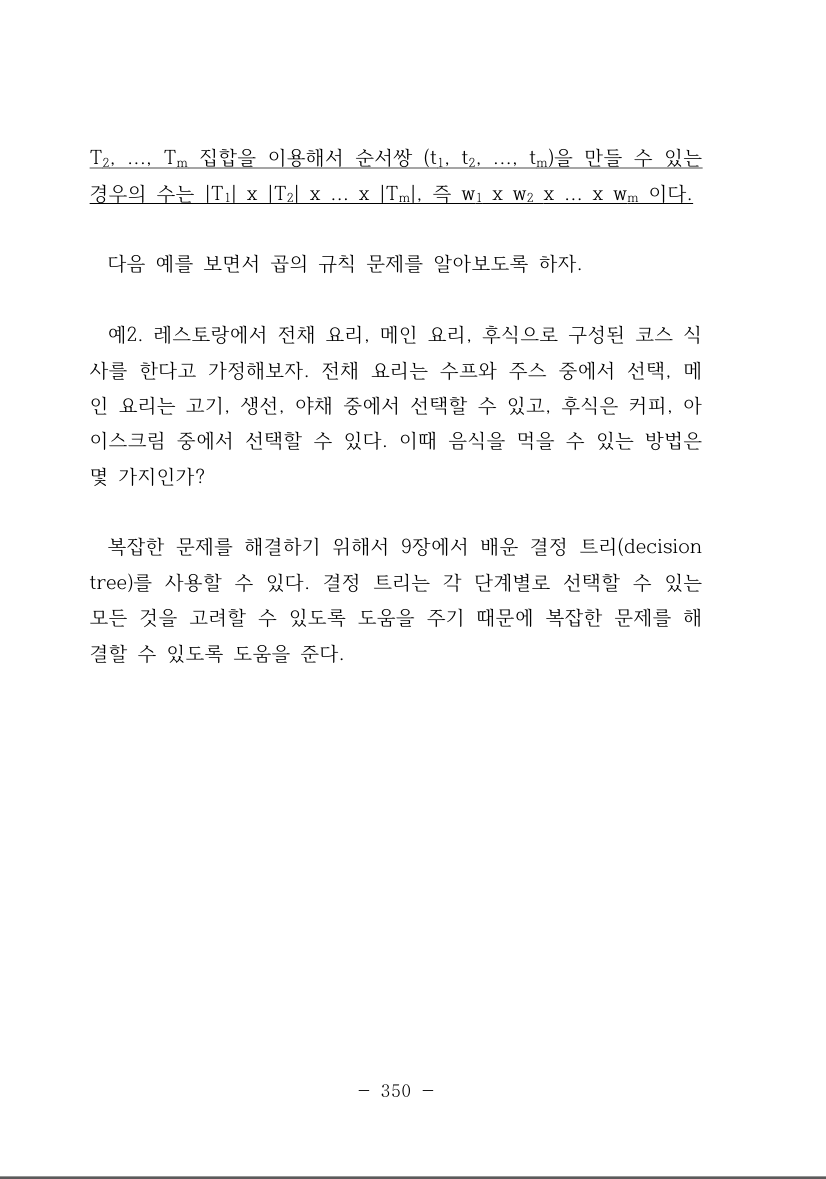 T₂, ..., Tₘ 집합을 이용해서 순서쌍 (t₁, t₂, ..., tₘ)을 만들 수 있는
경우의 수는 |T₁| x |T₂| x ... x |Tₘ|, 즉 w₁ x w₂ x ... x wₘ 이다.
다음 예를 보면서 곱의 규칙 문제를 알아보도록 하자.
예2. 레스토랑에서 전채 요리, 메인 요리, 후식으로 구성된 코스 식
사를 한다고 가정해보자. 전채 요리는 수프와 주스 중에서 선택, 메
인 요리는 고기, 생선, 야채 중에서 선택할 수 있고, 후식은 커피, 아
이스크림 중에서 선택할 수 있다. 이때 음식을 먹을 수 있는 방법은
몇 가지인가?
복잡한 문제를 해결하기 위해서 9장에서 배운 결정 트리(decision
tree)를 사용할 수 있다. 결정 트리는 각 단계별로 선택할 수 있는
모든 것을 고려할 수 있도록 도움을 주기 때문에 복잡한 문제를 해
결할 수 있도록 도움을 준다.
- 350 -